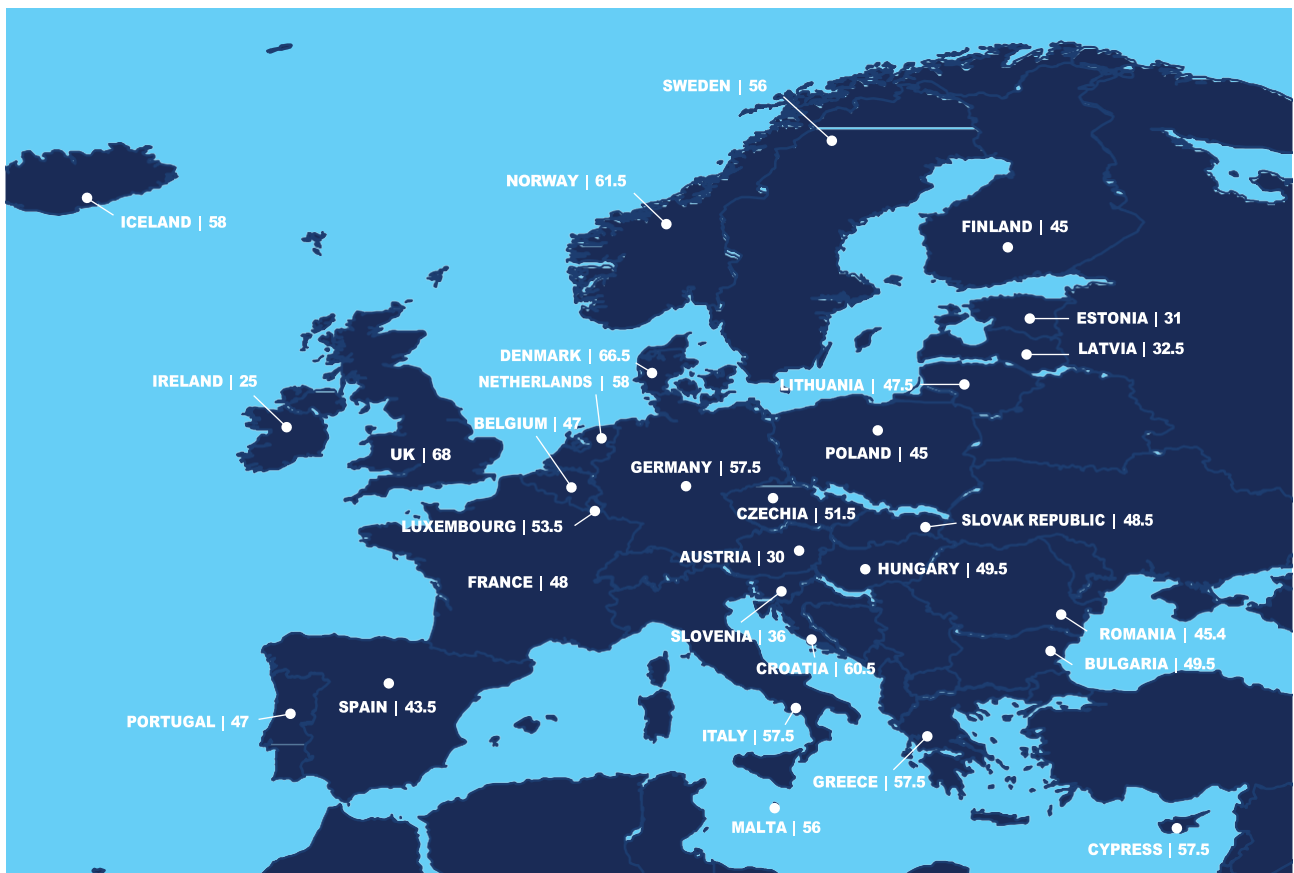 SWEDEN | 56
NORWAY | 61.5
ICELAND | 58
FINLAND | 45
ESTONIA | 31
LATVIA | 32.5
DENMARK | 66.5
IRELAND | 25
NETHERLANDS | 58
LITHUANIA | 47.5
BELGIUM | 47
UK | 68
POLAND | 45
GERMANY | 57.5
CZECHIA | 51.5
SLOVAK REPUBLIC | 48.5
LUXEMBOURG | 53.5
AUSTRIA | 30
HUNGARY | 49.5
FRANCE | 48
SLOVENIA | 36
ROMANIA | 45.4
BULGARIA | 49.5
CROATIA | 60.5
SPAIN | 43.5
PORTUGAL | 47
ITALY | 57.5
GREECE | 57.5
MALTA | 56
CYPRESS | 57.5